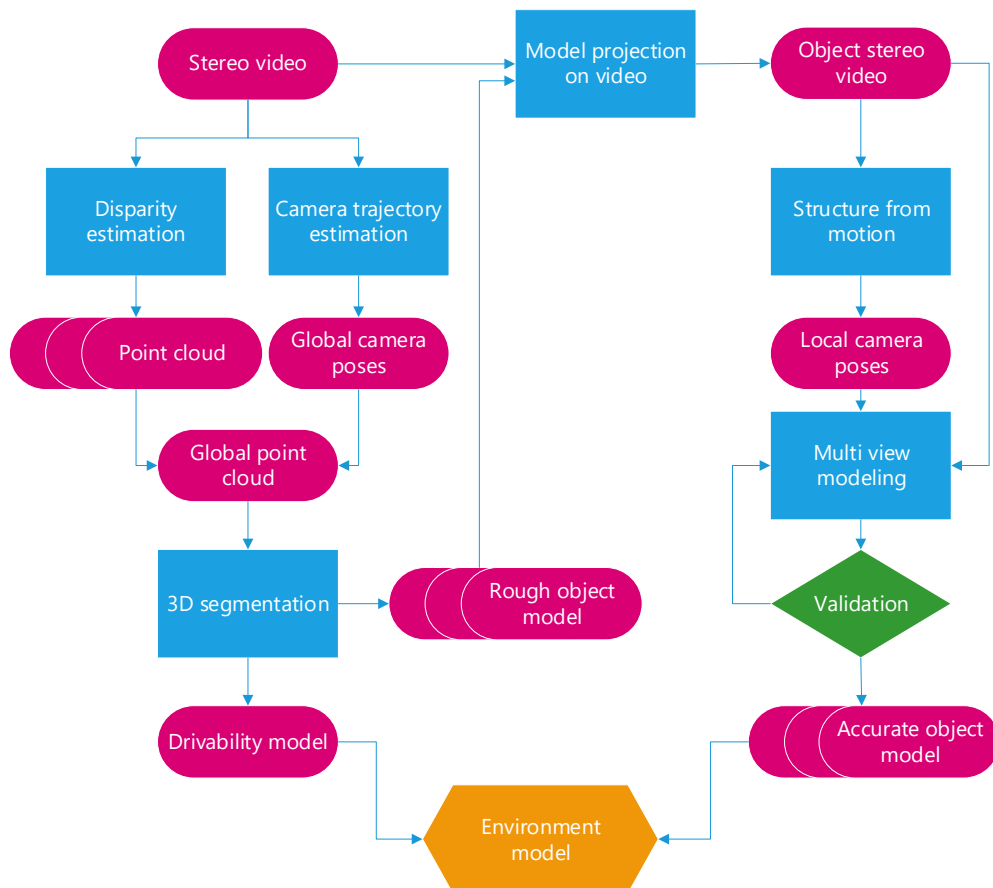 Stereo video
Model projection
on video
Object stereo
video
Disparity
estimation
Camera trajectory
estimation
Structure from
motion
Point cloud
Global camera
poses
Local camera
poses
Global point
cloud
Multi view
modeling
3D segmentation
Rough object
model
Validation
Drivability model
Accurate object
model
Environment
model